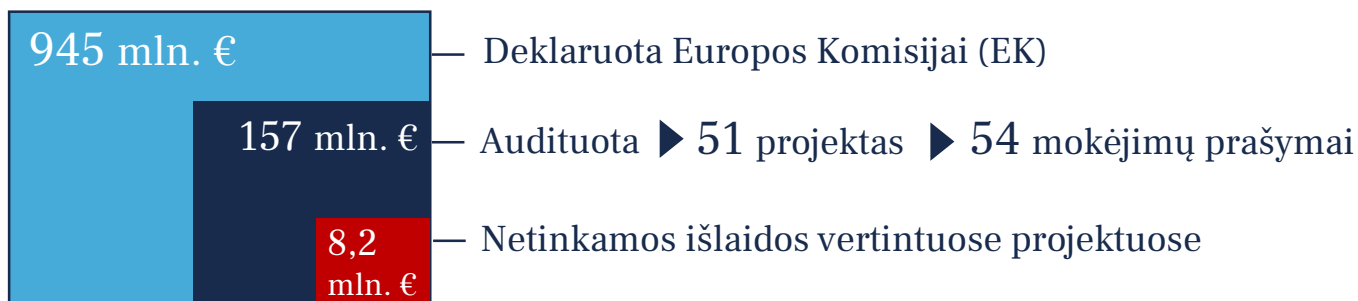 945 mln. € — Deklaruota Europos Komisijai (EK)
157 mln. € — Audituota ▶ 51 projektas ▶ 54 mokėjimų prašymai
8,2 mln. € — Netinkamos išlaidos vertintuose projektuose